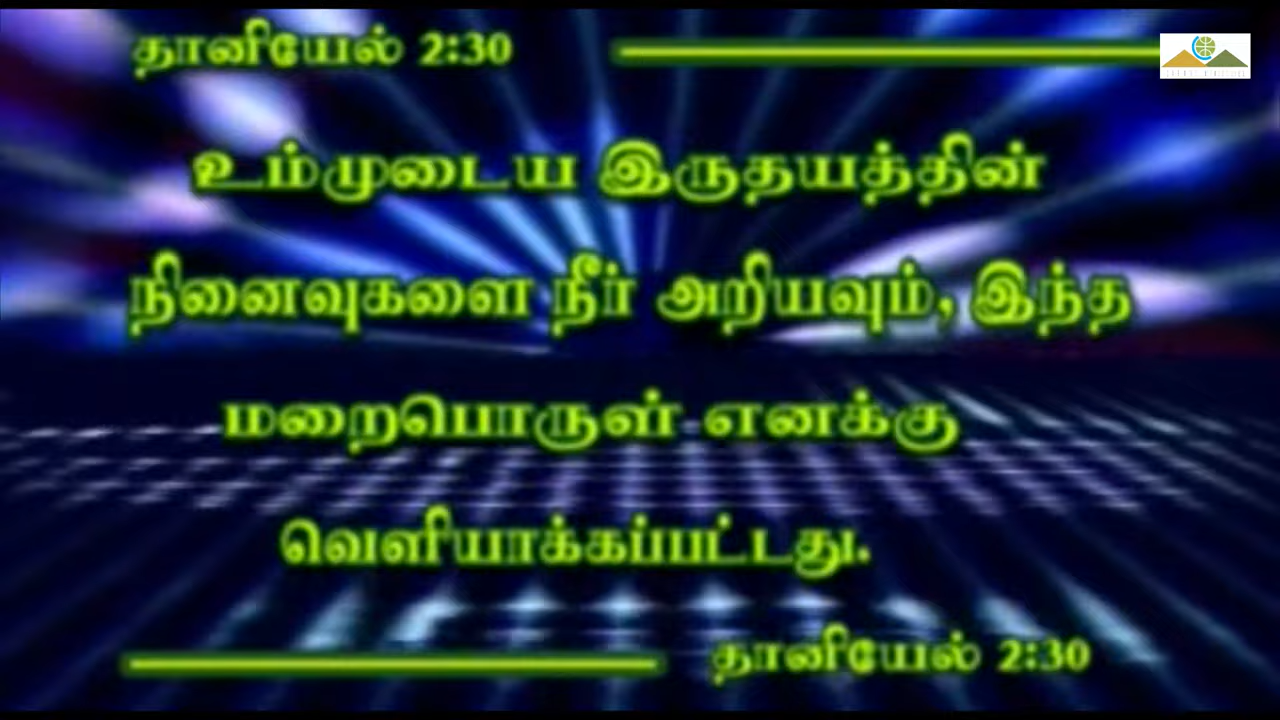 தானியேல் 2:30
உம்முடைய இருதயத்தின்
நினைவுகளை நீர் அறியவும், இந்த
மறைபொருள் எனக்கு
வெளியாக்கப்பட்டது.
தானியேல் 2:30